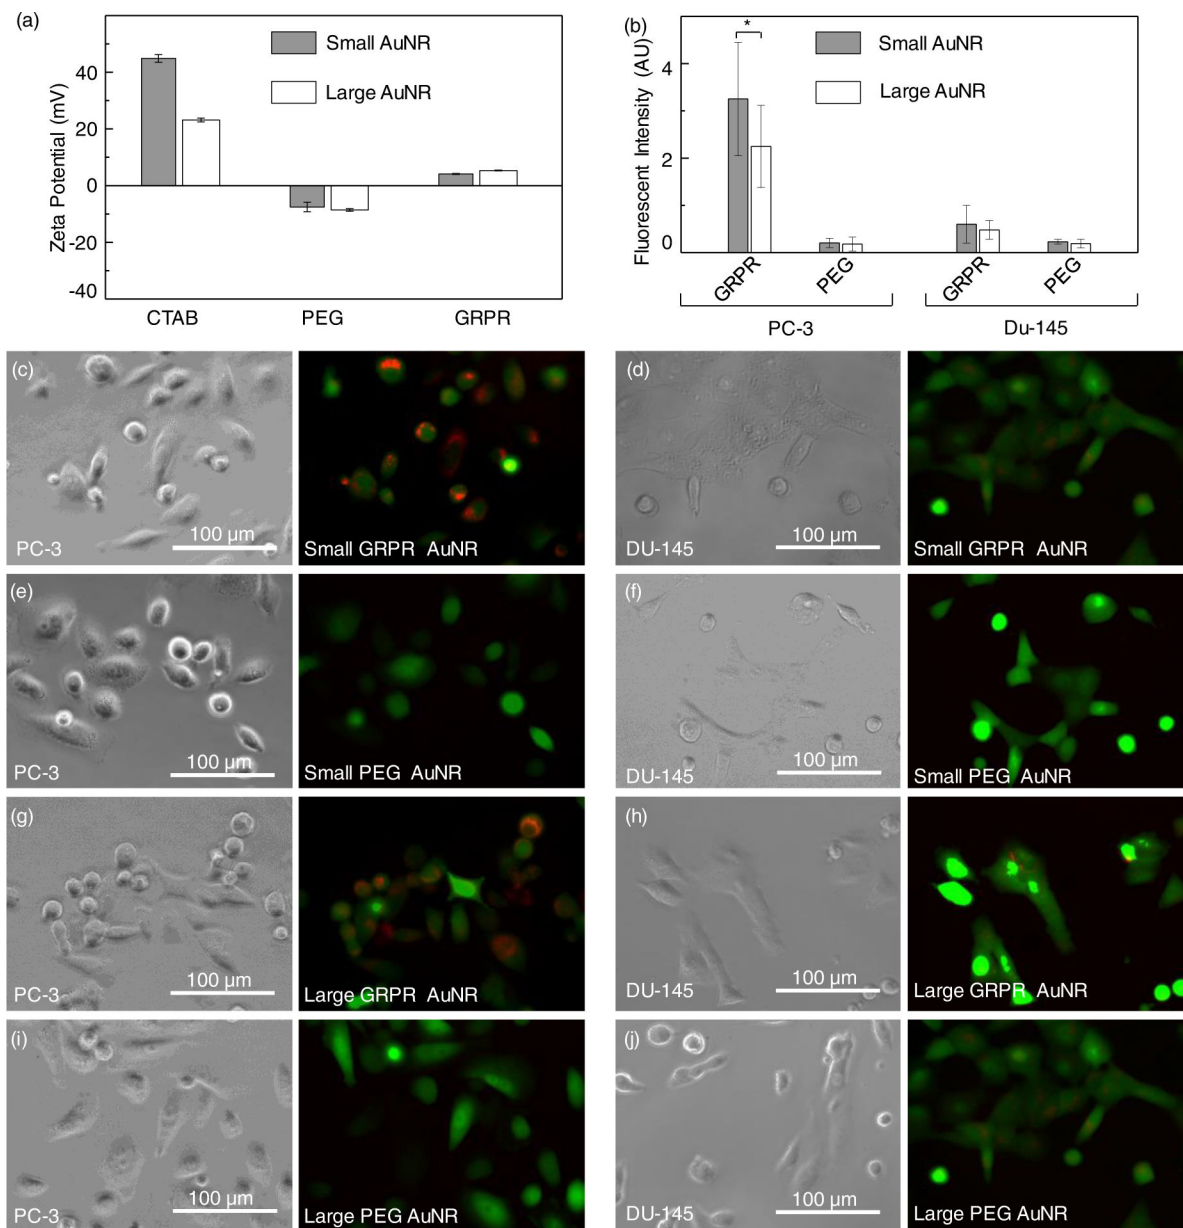 (a)
Zeta Potential (mV)
40
20
0
-20
-40
Small AuNR
Large AuNR
CTAB PEG GRPR
(b)
Fluorescent Intensity (AU)
4
2
0
*
Small AuNR
Large AuNR
GRPR PEG GRPR PEG
PC-3 Du-145
(c)
PC-3
100 µm
Small GRPR AuNR
(d)
DU-145
100 µm
Small GRPR AuNR
(e)
PC-3
100 µm
Small PEG AuNR
(f)
DU-145
100 µm
Small PEG AuNR
(g)
PC-3
100 µm
Large GRPR AuNR
(h)
DU-145
100 µm
Large GRPR AuNR
(i)
PC-3
100 µm
Large PEG AuNR
(j)
DU-145
100 µm
Large PEG AuNR